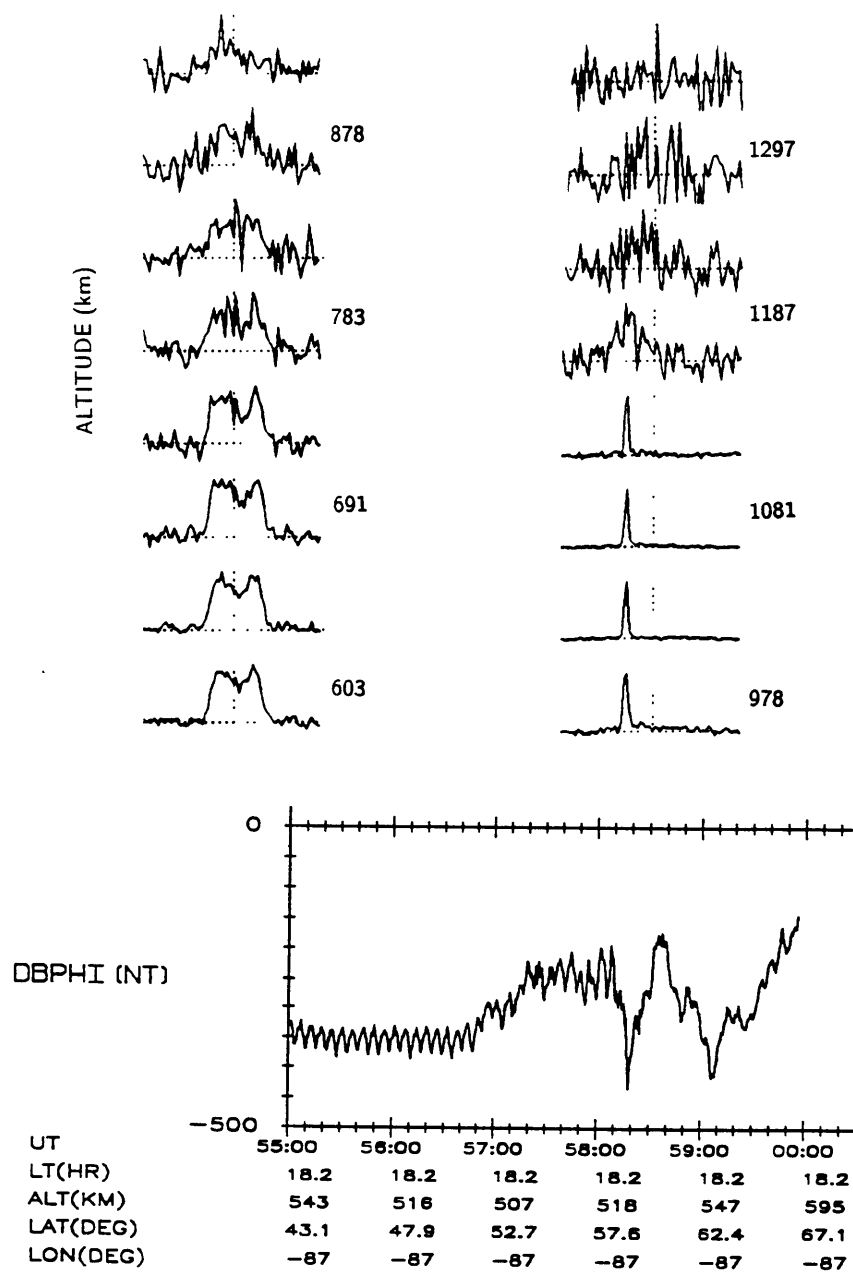 878
1297
783
1187
ALTITUDE (km)
691
1081
603
978
0
DBPHI (NT)
-500
55:00 56:00 57:00 58:00 59:00 00:00
UT
LT(HR) 18.2 18.2 18.2 18.2 18.2 18.2
ALT(KM) 543 516 507 518 547 595
LAT(DEG) 43.1 47.9 52.7 57.6 62.4 67.1
LON(DEG) -87 -87 -87 -87 -87 -87